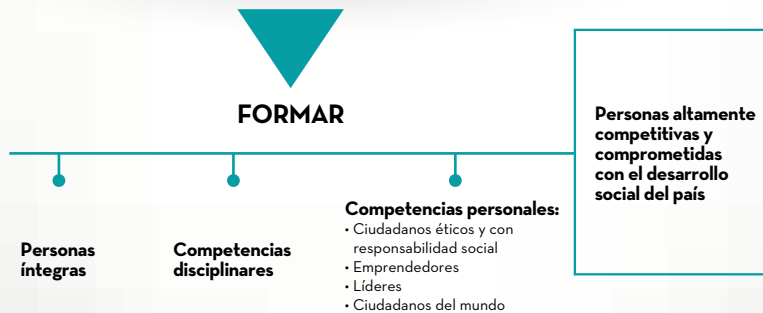 FORMAR
Personas
íntegras
Competencias
disciplinares
Competencias personales:
• Ciudadanos éticos y con
responsabilidad social
• Emprendedores
• Líderes
• Ciudadanos del mundo
Personas altamente
competitivas y
comprometidas
con el desarrollo
social del país